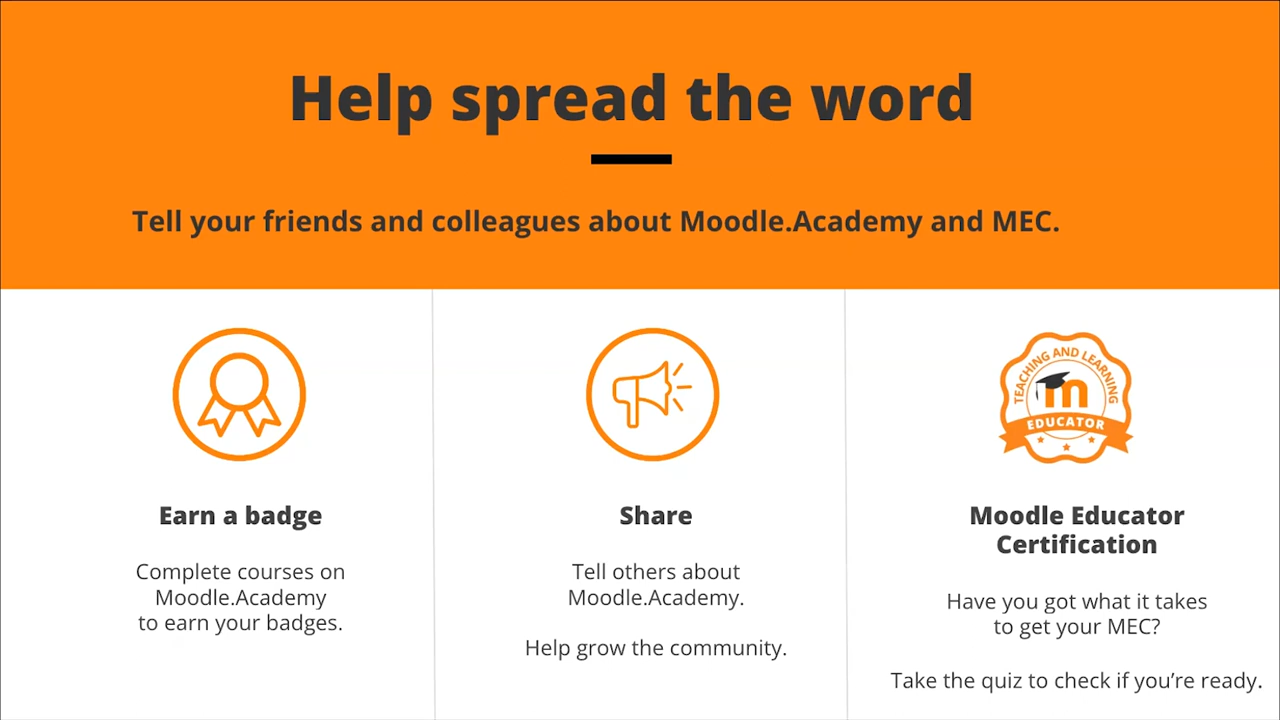 Help spread the word
Tell your friends and colleagues about Moodle.Academy and MEC.
Earn a badge
Complete courses on
Moodle.Academy
to earn your badges.
Share
Tell others about
Moodle.Academy.
Help grow the community.
TEACHING AND LEARNING
m
EDUCATOR
Moodle Educator
Certification
Have you got what it takes
to get your MEC?
Take the quiz to check if you’re ready.